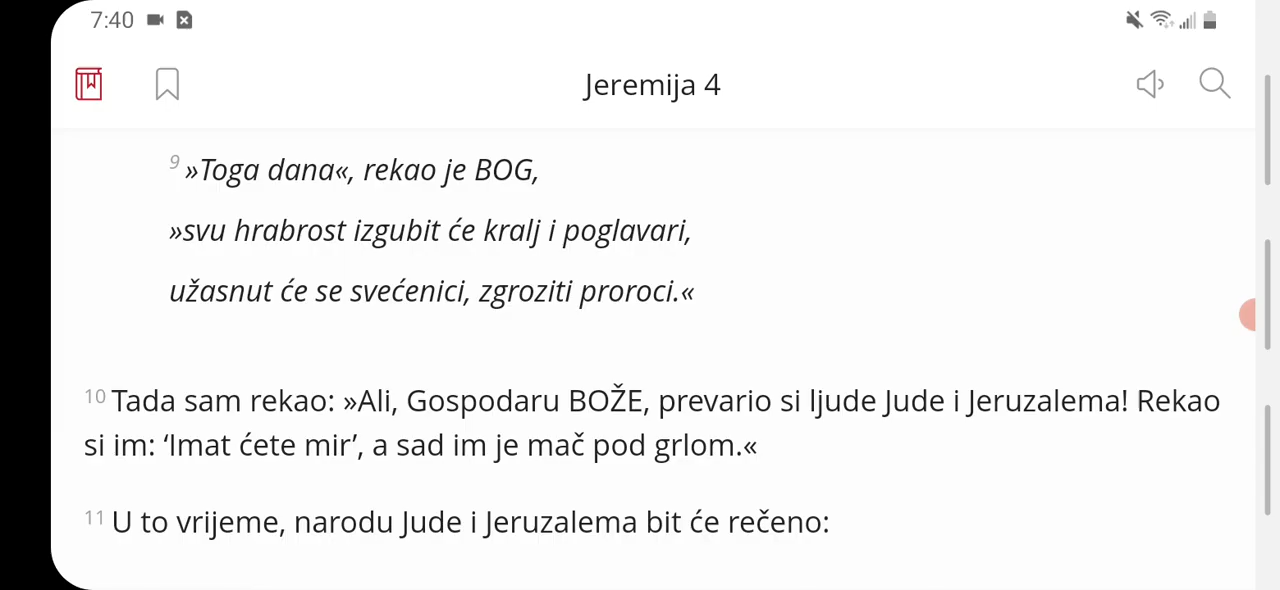 7:40
Jeremija 4
9 »Toga dana«, rekao je BOG,
»svu hrabrost izgubit će kralj i poglavari,
užasnut će se svećenici, zgroziti proroci.«
10 Tada sam rekao: »Ali, Gospodaru BOŽE, prevario si ljude Jude i Jeruzalema! Rekao
si im: ‘Imat ćete mir’, a sad im je mač pod grlom.«
11 U to vrijeme, narodu Jude i Jeruzalema bit će rečeno: